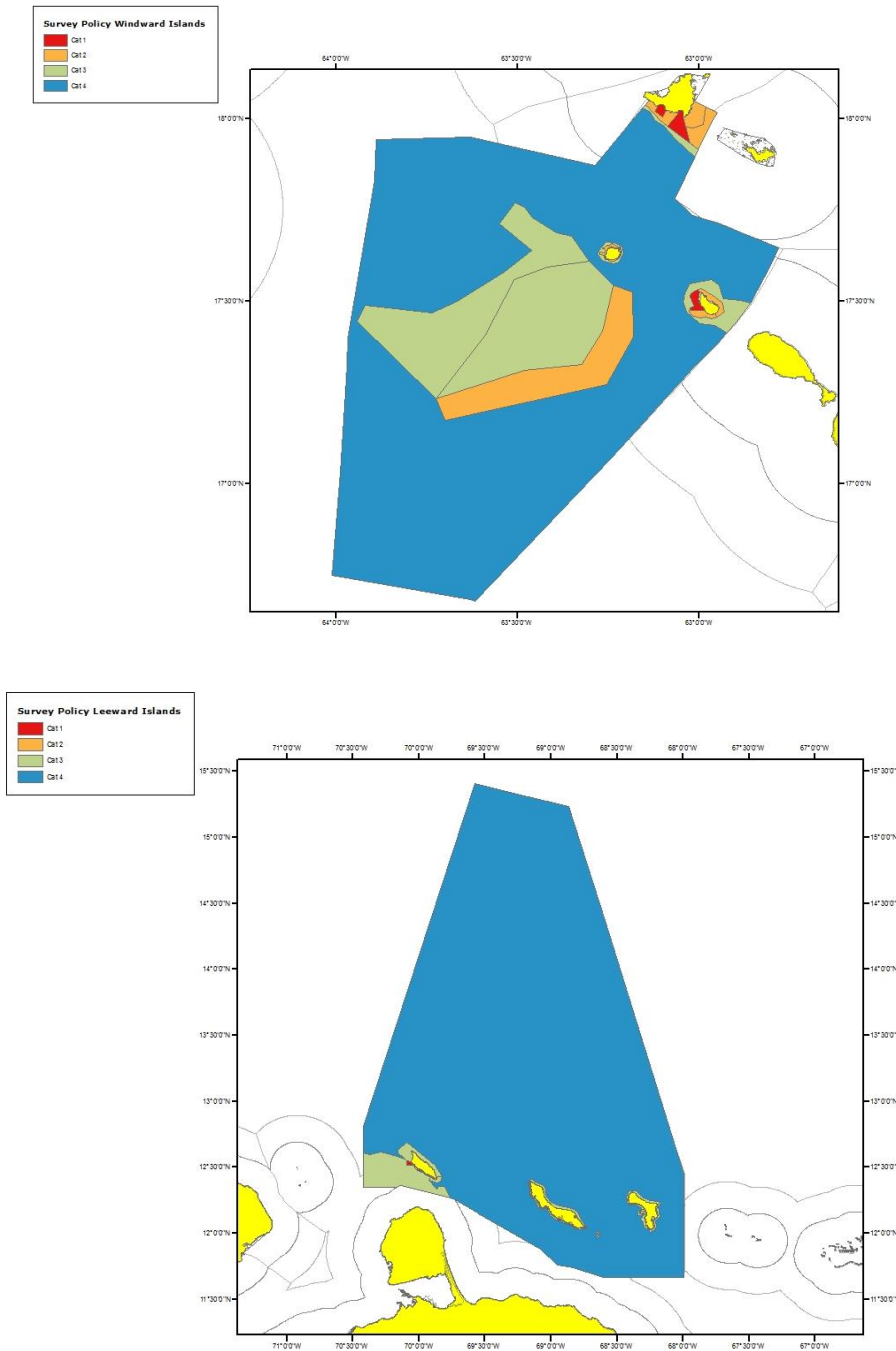 Survey Policy Windward Islands
Cat 1
Cat 2
Cat 3
Cat 4
64°0'0"W 63°30'0"W 63°0'0"W
18°0'0"N 18°0'0"N
17°30'0"N 17°30'0"N
17°0'0"N 17°0'0"N
64°0'0"W 63°30'0"W 63°0'0"W
Survey Policy Leeward Islands
Cat 1
Cat 2
Cat 3
Cat 4
71°0'0"W 70°30'0"W 70°0'0"W 69°30'0"W 69°0'0"W 68°30'0"W 68°0'0"W 67°30'0"W 67°0'0"W
15°30'0"N 15°30'0"N
15°0'0"N 15°0'0"N
14°30'0"N 14°30'0"N
14°0'0"N 14°0'0"N
13°30'0"N 13°30'0"N
13°0'0"N 13°0'0"N
12°30'0"N 12°30'0"N
12°0'0"N 12°0'0"N
11°30'0"N 11°30'0"N
71°0'0"W 70°30'0"W 70°0'0"W 69°30'0"W 69°0'0"W 68°30'0"W 68°0'0"W 67°30'0"W 67°0'0"W